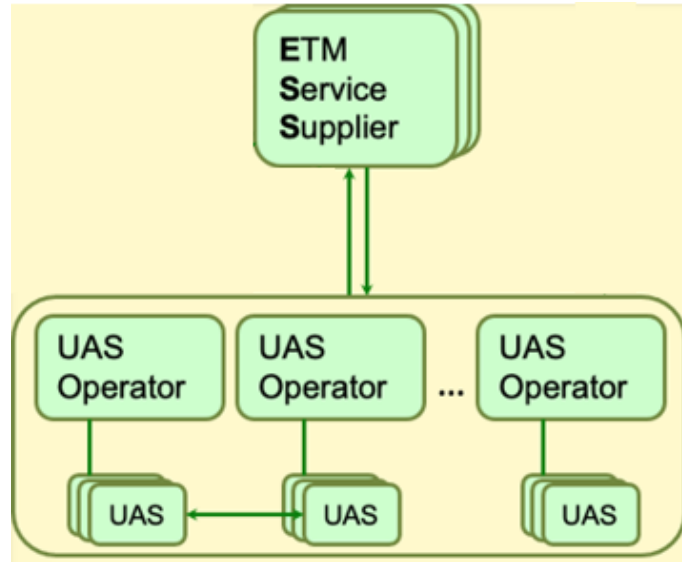 ETM
Service
Supplier
UAS
Operator
UAS
Operator
...
UAS
Operator
UAS
UAS
UAS